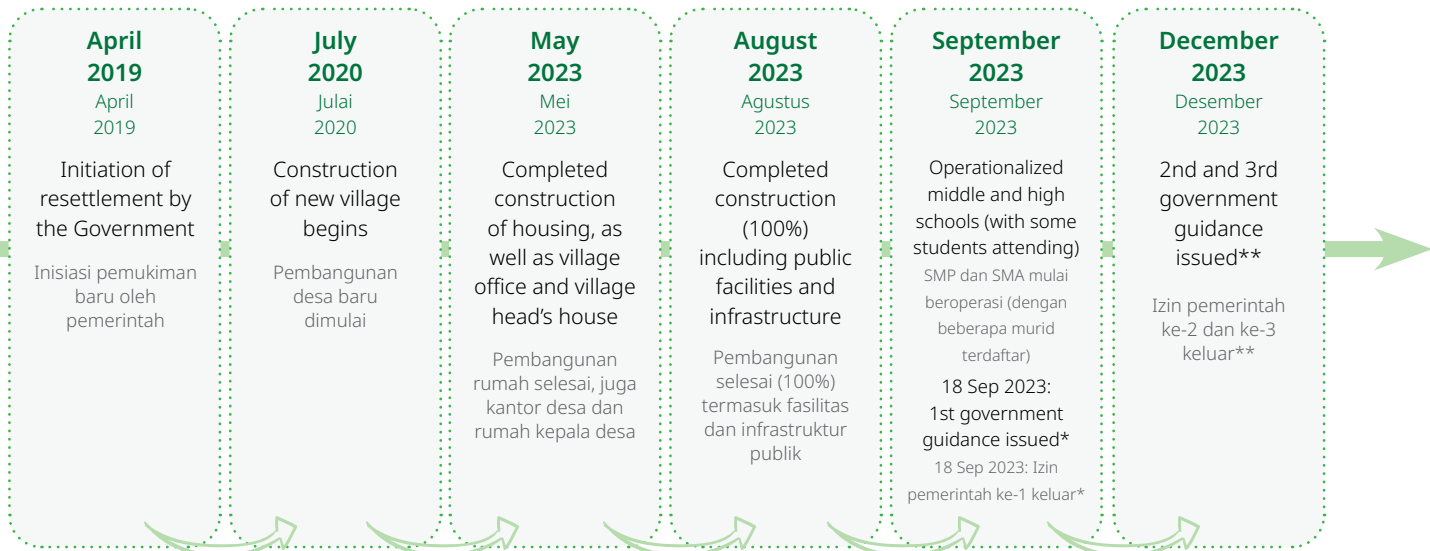 April
2019
April
2019
Initiation of
resettlement by
the Government
Inisiasi pemukiman
baru oleh
pemerintah
July
2020
Julai
2020
Construction
of new village
begins
Pembangunan
desa baru
dimulai
May
2023
Mei
2023
Completed
construction
of housing, as
well as village
office and village
head’s house
Pembangunan
rumah selesai, juga
kantor desa dan
rumah kepala desa
August
2023
Agustus
2023
Completed
construction
(100%)
including public
facilities and
infrastructure
Pembangunan
selesai (100%)
termasuk fasilitas
dan infrastruktur
publik
September
2023
September
2023
Operationalized
middle and high
schools (with some
students attending)
SMP dan SMA mulai
beroperasi (dengan
beberapa murid
terdaftar)
18 Sep 2023:
1st government
guidance issued*
18 Sep 2023: Izin
pemerintah ke-1 keluar*
December
2023
Desember
2023
2nd and 3rd
government
guidance
issued**
Izin pemerintah
ke-2 dan ke-3
keluar**